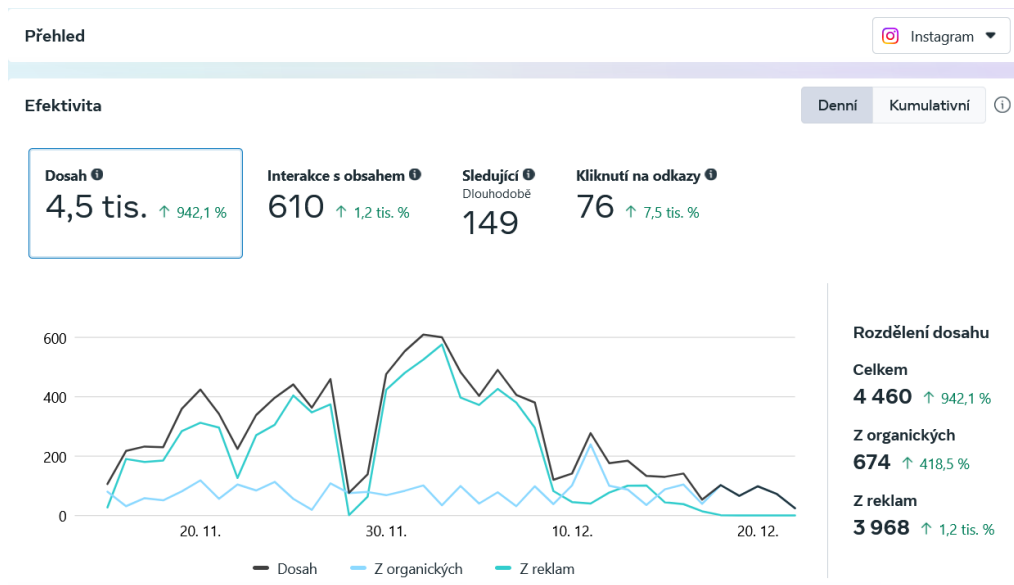 Přehled
Instagram
Efektivita
Denní Kumulativní
Dosah Interakce s obsahem Sledující Kliknutí na odkazy
Dlouhodobě
4,5 tis. ↑ 942,1 % 610 ↑ 1,2 tis. % 149 76 ↑ 7,5 tis. %
600
400
200
0
20. 11. 30. 11. 10. 12. 20. 12.
Dosah Z organických Z reklam
Rozdělení dosahu
Celkem
4 460 ↑ 942,1 %
Z organických
674 ↑ 418,5 %
Z reklam
3 968 ↑ 1,2 tis. %